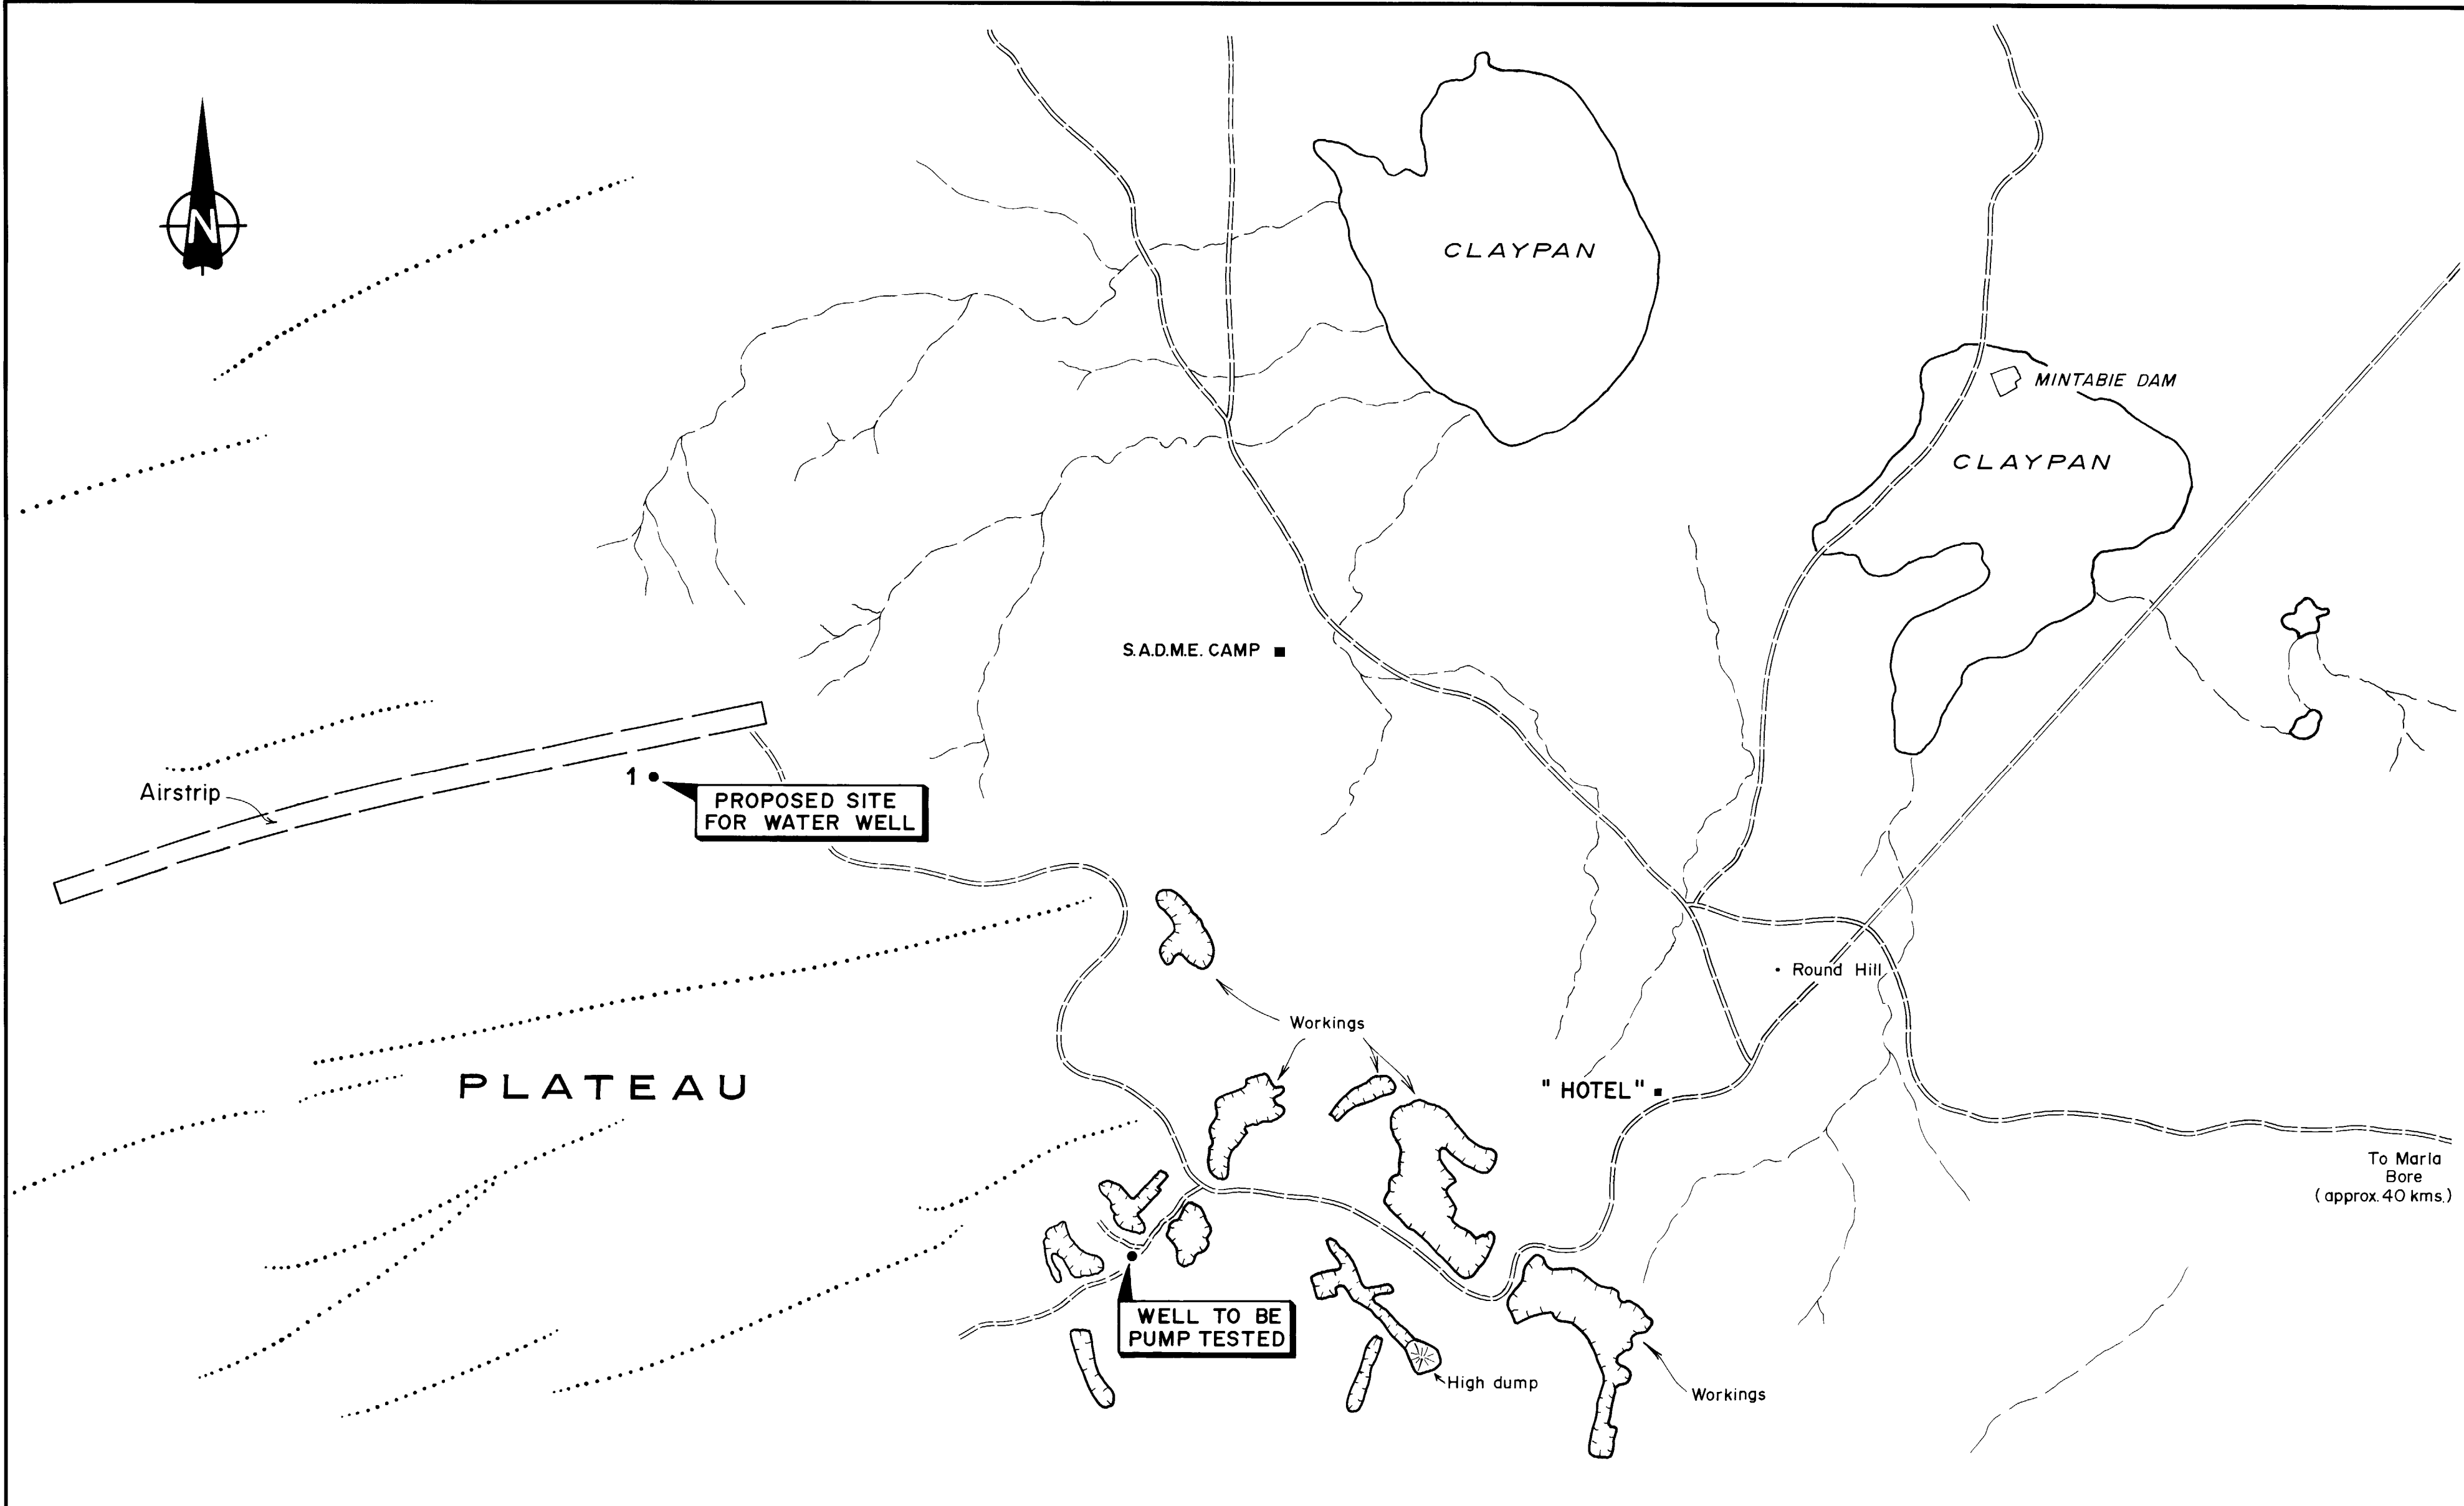 N
CLAYPAN
MINTABIE DAM
CLAYPAN
S.A.D.M.E. CAMP
Airstrip
1
PROPOSED SITE
FOR WATER WELL
Round Hill
Workings
PLATEAU
"HOTEL"
To Marla
Bore
(approx. 40 kms.)
WELL TO BE
PUMP TESTED
High dump
Workings